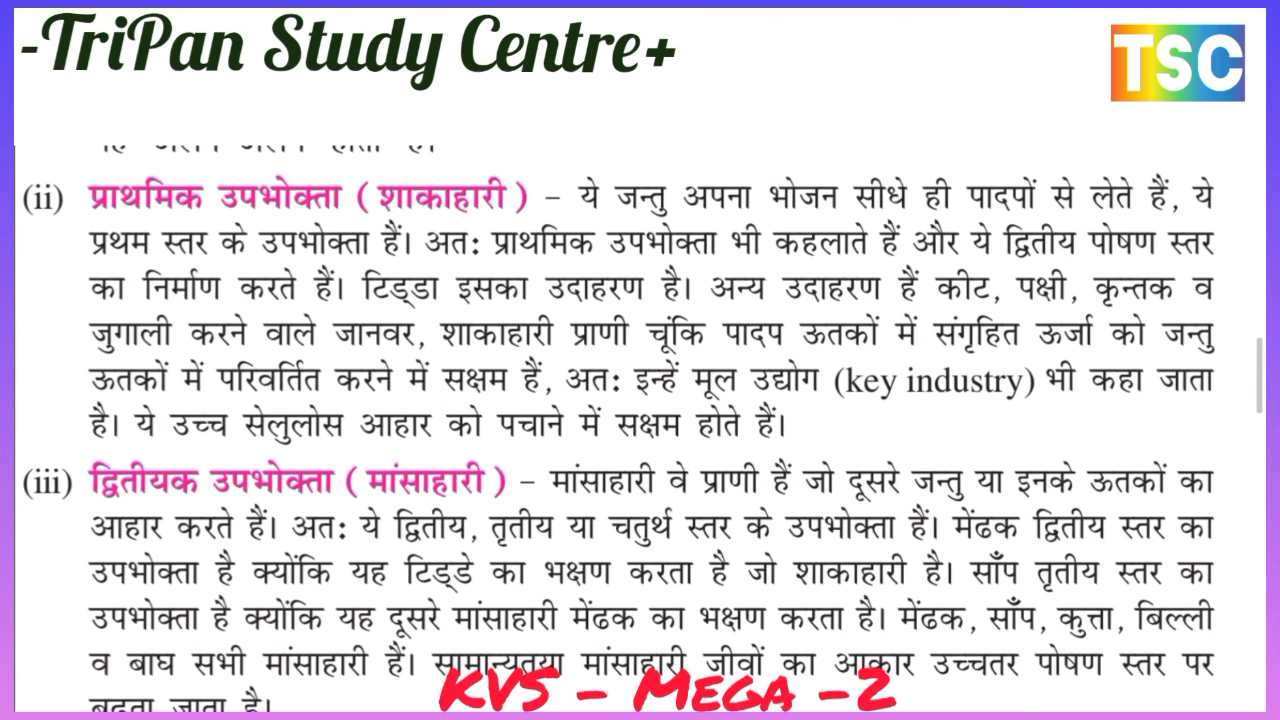 -TriPan Study Centre+
TSC
(ii) प्राथमिक उपभोक्ता ( शाकाहारी ) – ये जन्तु अपना भोजन सीधे ही पादपों से लेते हैं, ये
प्रथम स्तर के उपभोक्ता हैं। अतः प्राथमिक उपभोक्ता भी कहलाते हैं और ये द्वितीय पोषण स्तर
का निर्माण करते हैं। टिड्डा इसका उदाहरण है। अन्य उदाहरण हैं कीट, पक्षी, कृन्तक व
जुगाली करने वाले जानवर, शाकाहारी प्राणी चूंकि पादप ऊतकों में संगृहित ऊर्जा को जन्तु
ऊतकों में परिवर्तित करने में सक्षम हैं, अतः इन्हें मूल उद्योग (key industry) भी कहा जाता
है। ये उच्च सेलुलोस आहार को पचाने में सक्षम होते हैं।
(iii) द्वितीयक उपभोक्ता ( मांसाहारी ) – मांसाहारी वे प्राणी हैं जो दूसरे जन्तु या इनके ऊतकों का
आहार करते हैं। अतः ये द्वितीय, तृतीय या चतुर्थ स्तर के उपभोक्ता हैं। मेंढक द्वितीय स्तर का
उपभोक्ता है क्योंकि यह टिड्डे का भक्षण करता है जो शाकाहारी है। साँप तृतीय स्तर का
उपभोक्ता है क्योंकि यह दूसरे मांसाहारी मेंढक का भक्षण करता है। मेंढक, साँप, कुत्ता, बिल्ली
व बाघ सभी मांसाहारी हैं। सामान्यतया मांसाहारी जीवों का आकार उच्चतर पोषण स्तर पर
बढ़ता जाता है।
KVS - MEGA -2